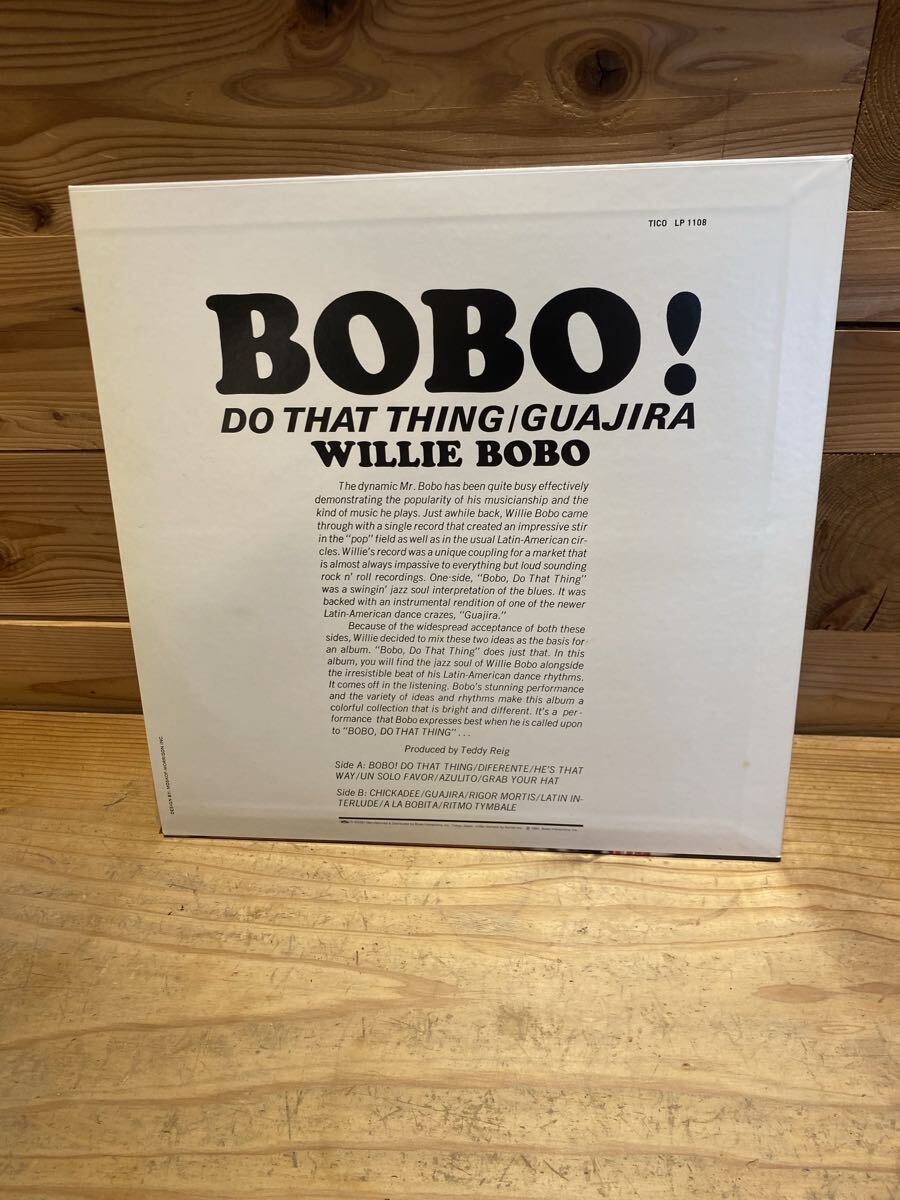 TICO LP 1108
BOBO!
DO THAT THING/GUAJIRA
WILLIE BOBO
The dynamic Mr. Bobo has been quite busy effectively
demonstrating the popularity of his musicianship and the
kind of music he plays. Just awhile back, Willie Bobo came
through with a single record that created an impressive stir
in the "pop" field as well as in the usual Latin-American cir-
cles. Willie's record was a unique coupling for a market that
is almost always impassive to everything but loud sounding
rock n' roll recordings. One-side, "Bobo, Do That Thing"
was a swingin' jazz soul interpretation of the blues. It was
backed with an instrumental rendition of one of the newer
Latin-American dance crazes, "Guajira."
Because of the widespread acceptance of both these
sides, Willie decided to mix these two ideas as the basis for
an album. "Bobo, Do That Thing" does just that. In this
album, you will find the jazz soul of Willie Bobo alongside
the irresistible beat of his Latin-American dance rhythms.
It comes off in the listening. Bobo's stunning performance
and the variety of ideas and rhythms make this album a
colorful collection that is bright and different. It's a per-
formance that Bobo expresses best when he is called upon
to "BOBO, DO THAT THING" ...
Produced by Teddy Reig
Side A: BOBO! DO THAT THING/DIFERENTE/HE'S THAT
WAY/UN SOLO FAVOR/AZULITO/GRAB YOUR HAT
Side B: CHICKADEE/GUAJIRA/RIGOR MORTIS/LATIN IN-
TERLUDE/A LA BOBITA/RITMO TYMBALE
DESIGN BY: MOSKOF-MORRISON INC.